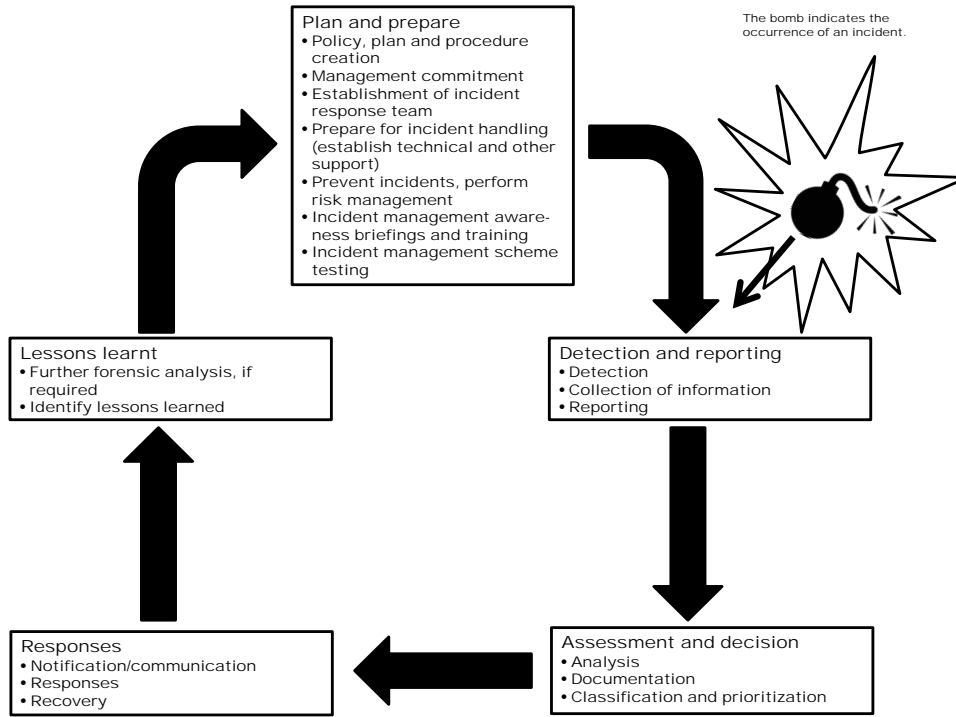 Plan and prepare
• Policy, plan and procedure
creation
• Management commitment
• Establishment of incident
response team
• Prepare for incident handling
(establish technical and other
support)
• Prevent incidents, perform
risk management
• Incident management aware-
ness briefings and training
• Incident management scheme
testing
The bomb indicates the
occurrence of an incident.
Detection and reporting
• Detection
• Collection of information
• Reporting
Assessment and decision
• Analysis
• Documentation
• Classification and prioritization
Responses
• Notification/communication
• Responses
• Recovery
Lessons learnt
• Further forensic analysis, if
required
• Identify lessons learned